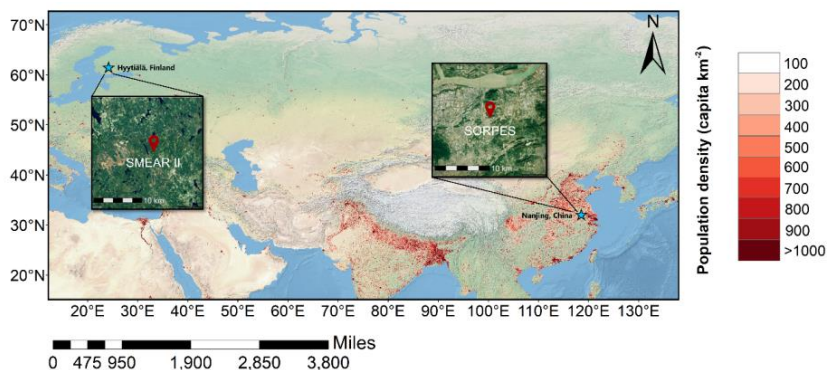 70°N
60°N
50°N
40°N
30°N
20°N
20°E 30°E 40°E 50°E 60°E 70°E 80°E 90°E 100°E 110°E 120°E 130°E
Hyytiälä, Finland
SMEAR II
10 km
SORPES
10 km
Nanjing, China
N
Population density (capita km⁻²)
100
200
300
400
500
600
700
800
900
>1000
Miles
0 475 950 1,900 2,850 3,800